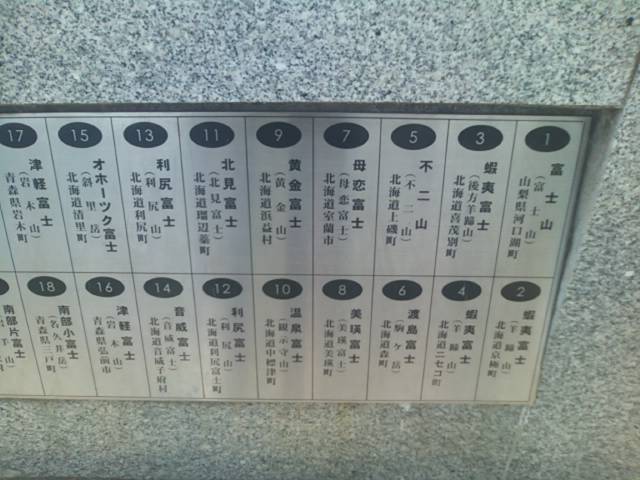 1
富士山
(富士山)
山梨県河口湖町
2
蝦夷富士
(羊蹄山)
北海道京極町
3
蝦夷富士
(後方羊蹄山)
北海道喜茂別町
4
蝦夷富士
(羊蹄山)
北海道ニセコ町
5
不二山
(不二山)
北海道上磯町
6
渡島富士
(駒ヶ岳)
北海道森町
7
母恋富士
(母恋富士)
北海道室蘭市
8
美瑛富士
(美瑛富士)
北海道美瑛町
9
黄金富士
(黄金山)
北海道浜益村
10
温泉富士
北海道中標津町
11
北見富士
(北見富士)
北海道瑠辺蘂町
12
利尻富士
(利尻山)
北海道利尻富士町
13
利尻富士
(利尻山)
北海道利尻町
14
音威富士
(音威富士)
北海道音威子府村
15
オホーツク富士
(斜里岳)
北海道清里町
16
津軽富士
(岩木山)
青森県弘前市
17
津軽富士
(岩木山)
青森県岩木町
18
南部小富士
(名久井岳)
青森県三戸町
南部片富士